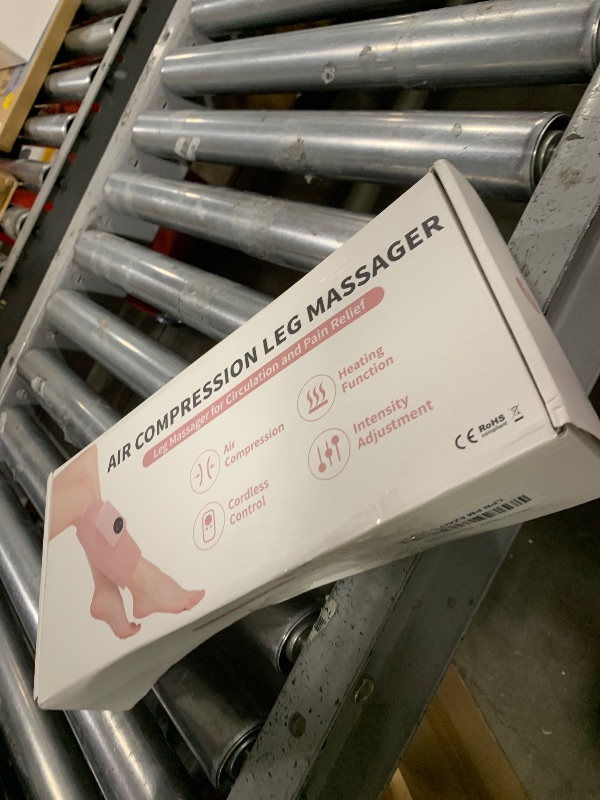 AIR COMPRESSION LEG MASSAGER
Leg Massager for Circulation and Pain Relief
Air
Compression
Heating
Function
Cordless
Control
Intensity
Adjustment
CE RoHS
compliant